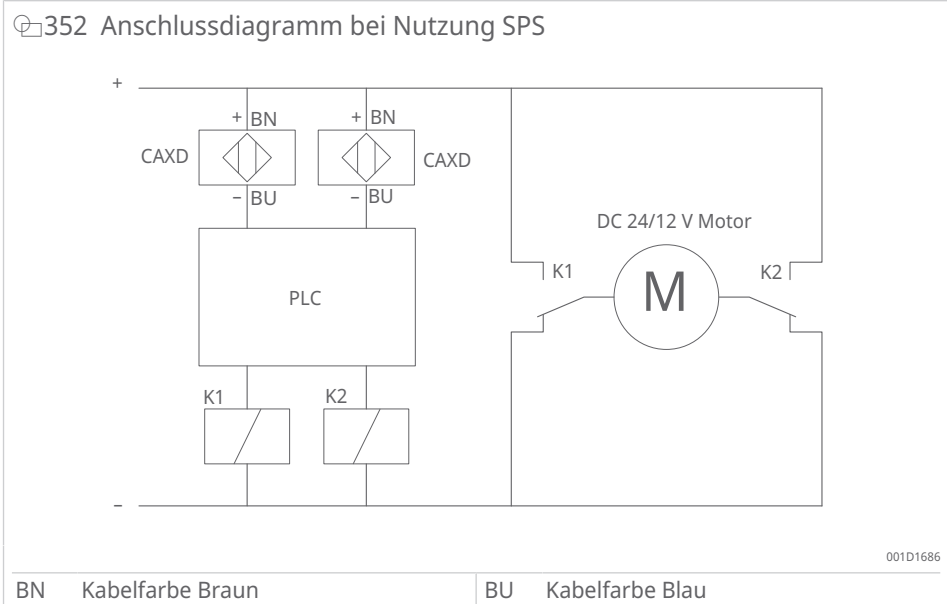 352 Anschlussdiagramm bei Nutzung SPS
+
+ BN
+ BN
CAXD
CAXD
– BU
– BU
DC 24/12 V Motor
K1
M
K2
PLC
K1
K2
–
001D1686
BN Kabelfarbe Braun
BU Kabelfarbe Blau